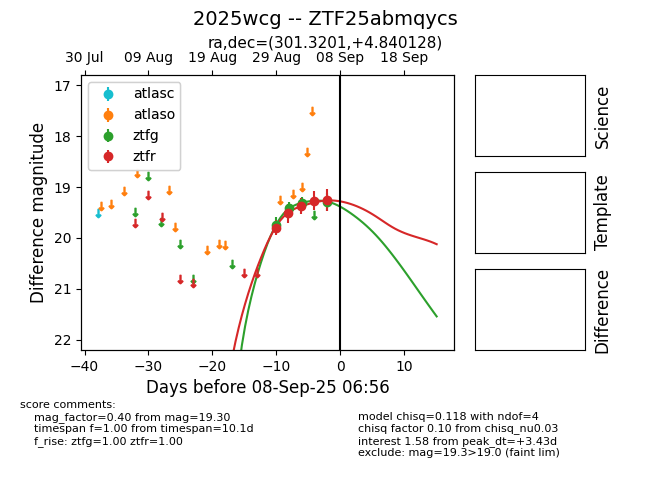 2025wcg -- ZTF25abmqycs
ra,dec=(301.3201,+4.840128)
30 Jul 09 Aug 19 Aug 29 Aug 08 Sep 18 Sep
17
18
19
20
21
22
Difference magnitude
atlasc
atlaso
ztfg
ztfr
−40 −30 −20 −10 0 10
Days before 08-Sep-25 06:56
Science
Template
Difference
score comments:
mag_factor=0.40 from mag=19.30
timespan f=1.00 from timespan=10.1d
f_rise: ztfg=1.00 ztfr=1.00
model chisq=0.118 with ndof=4
chisq factor 0.10 from chisq_nu0.03
interest 1.58 from peak_dt=+3.43d
exclude: mag=19.3>19.0 (faint lim)